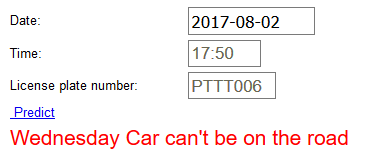 Date: 2017-08-02
Time: 17:50
License plate number: PTTT006
Predict
Wednesday Car can't be on the road